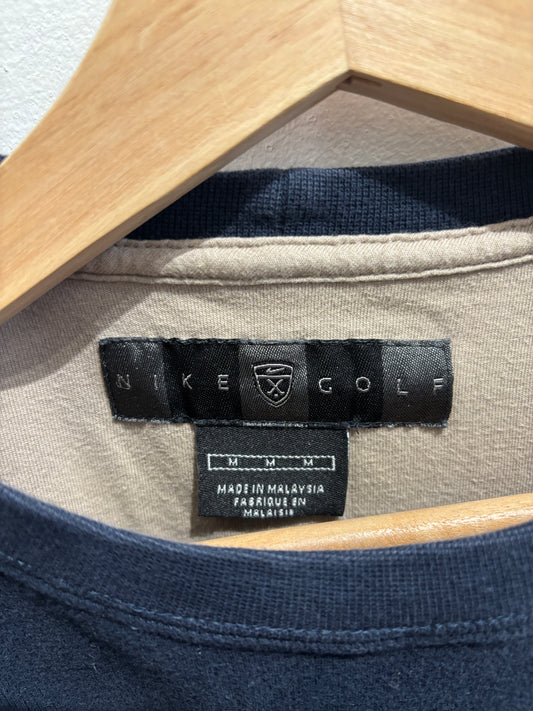 NIKE GOLF
M M M
MADE IN MALAYSIA
FABRIQUE EN
MALAISIE